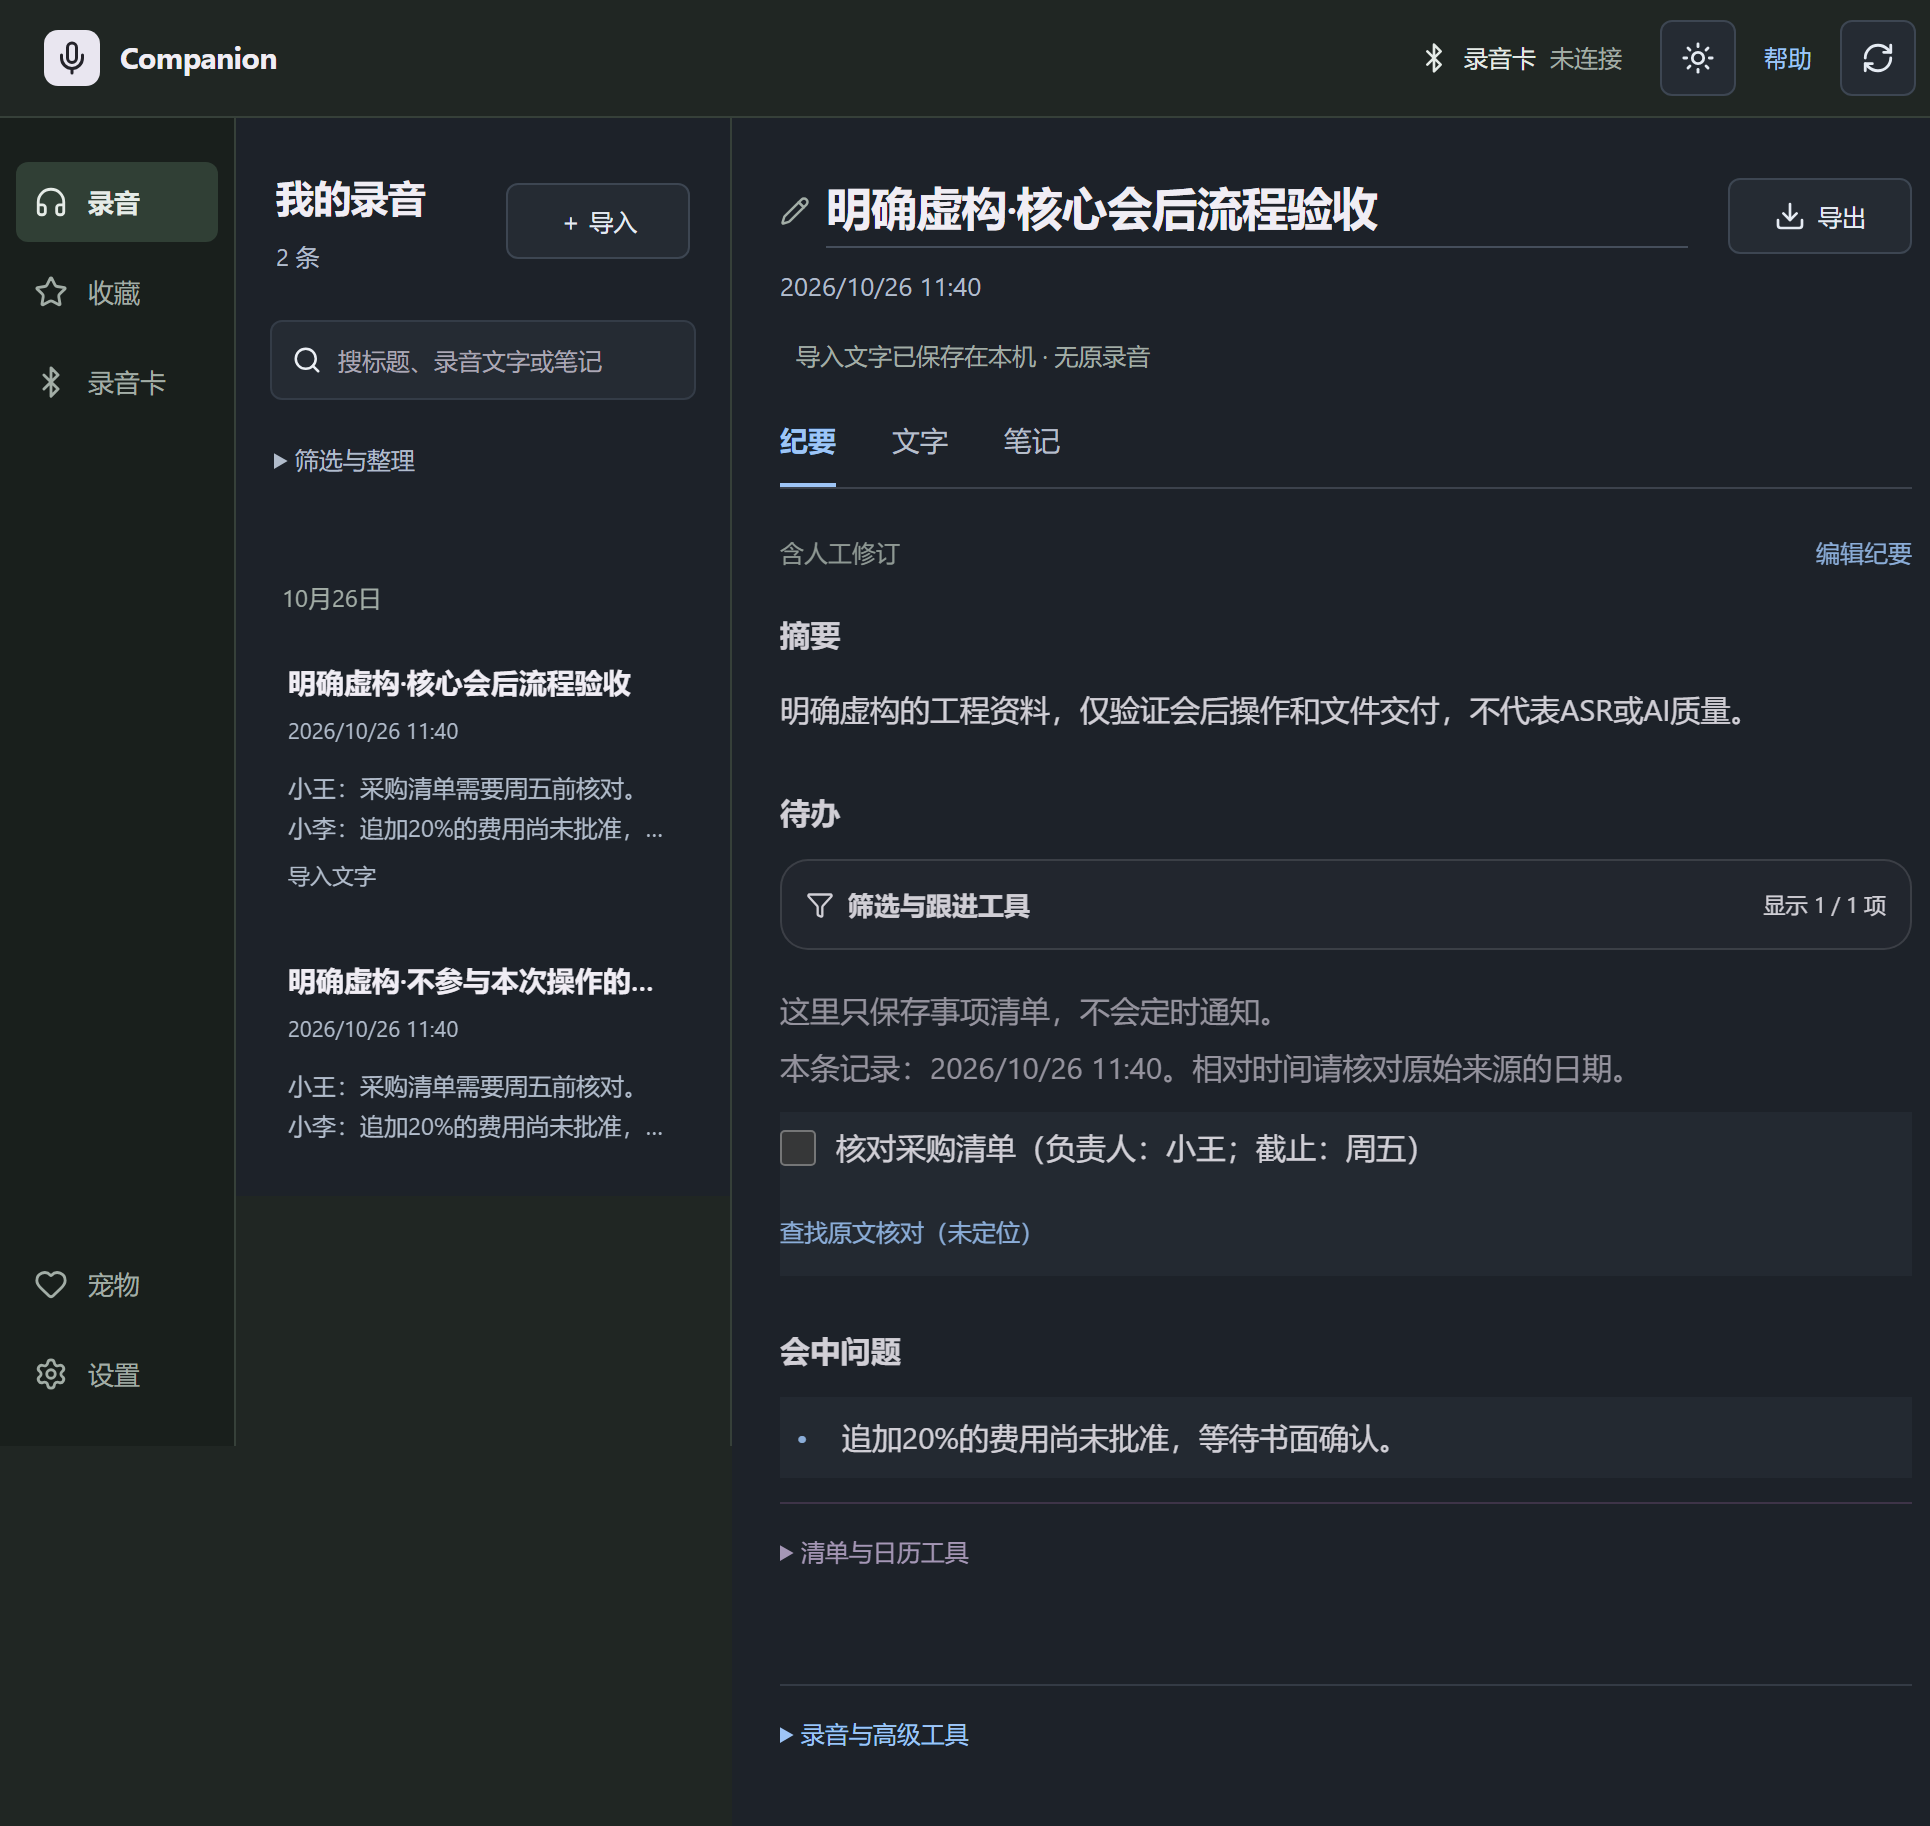 Companion
录音卡 未连接
帮助
录音
收藏
录音卡
宠物
设置
我的录音
2 条
+ 导入
搜标题、录音文字或笔记
筛选与整理
10月26日
明确虚构·核心会后流程验收
2026/10/26 11:40
小王：采购清单需要周五前核对。
小李：追加20%的费用尚未批准，...
导入文字
明确虚构·不参与本次操作的...
2026/10/26 11:40
小王：采购清单需要周五前核对。
小李：追加20%的费用尚未批准，...
明确虚构·核心会后流程验收
导出
2026/10/26 11:40
导入文字已保存在本机 · 无原录音
纪要 文字 笔记
含人工修订
编辑纪要
摘要
明确虚构的工程资料，仅验证会后操作和文件交付，不代表ASR或AI质量。
待办
筛选与跟进工具
显示 1 / 1 项
这里只保存事项清单，不会定时通知。
本条记录：2026/10/26 11:40。相对时间请核对原始来源的日期。
核对采购清单（负责人：小王；截止：周五）
查找原文核对（未定位）
会中问题
• 追加20%的费用尚未批准，等待书面确认。
清单与日历工具
录音与高级工具